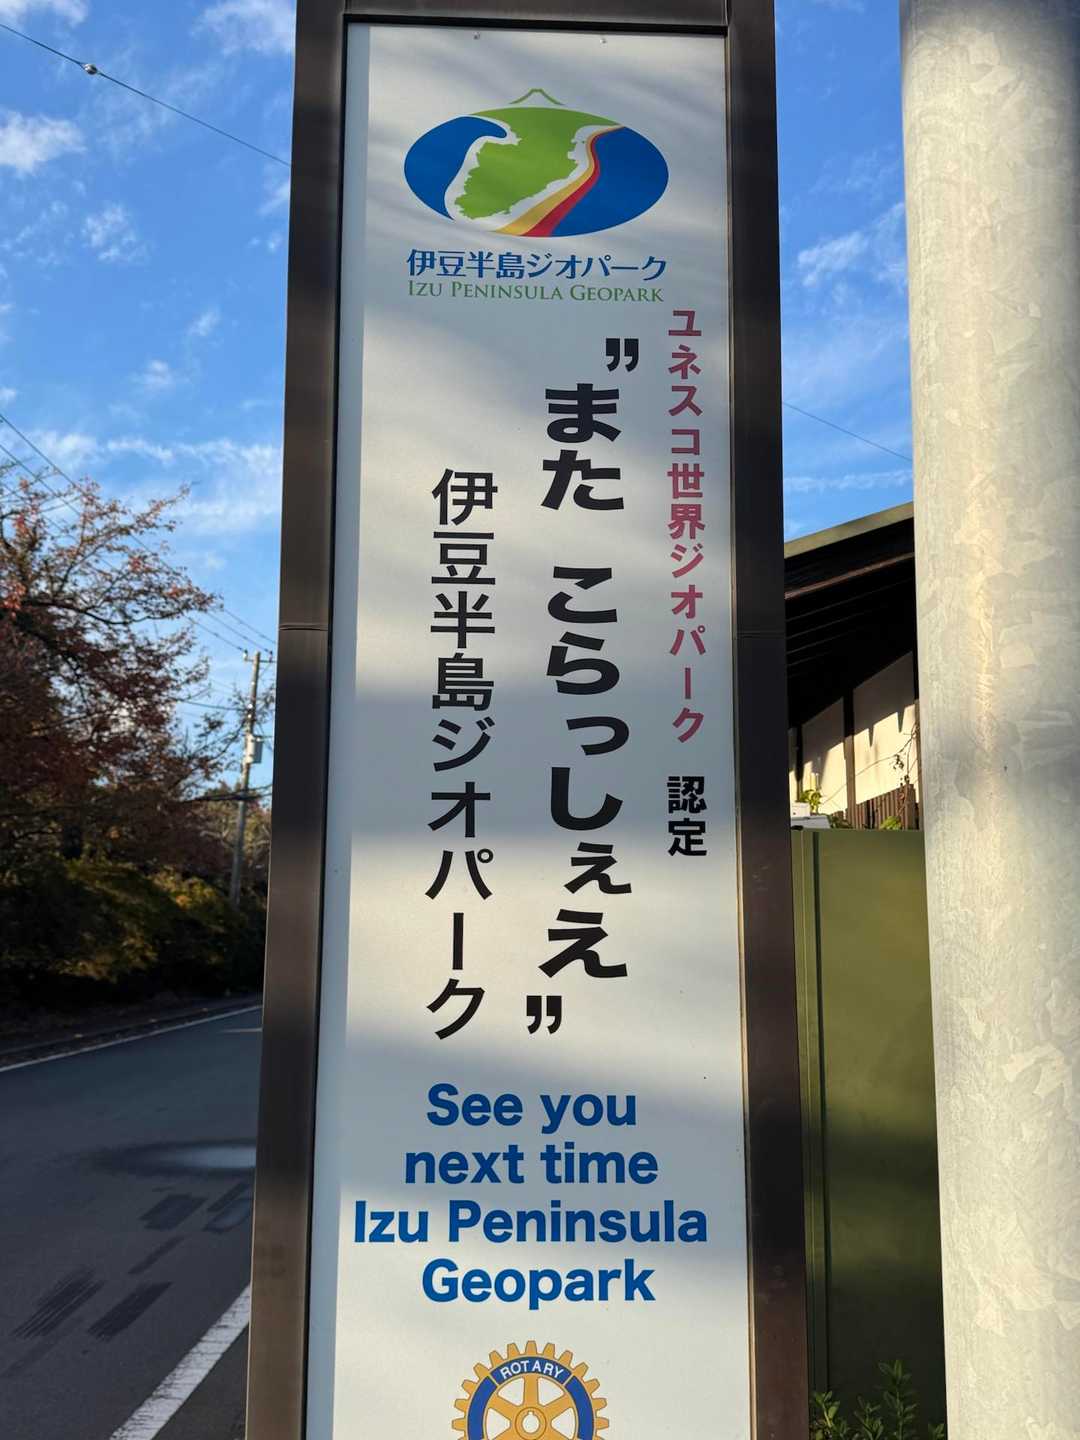 伊豆半島ジオパーク
IZU PENINSULA GEOPARK
ユネスコ世界ジオパーク 認定
”また こらっしぇえ”
伊豆半島ジオパーク
See you
next time
Izu Peninsula
Geopark
ROTARY